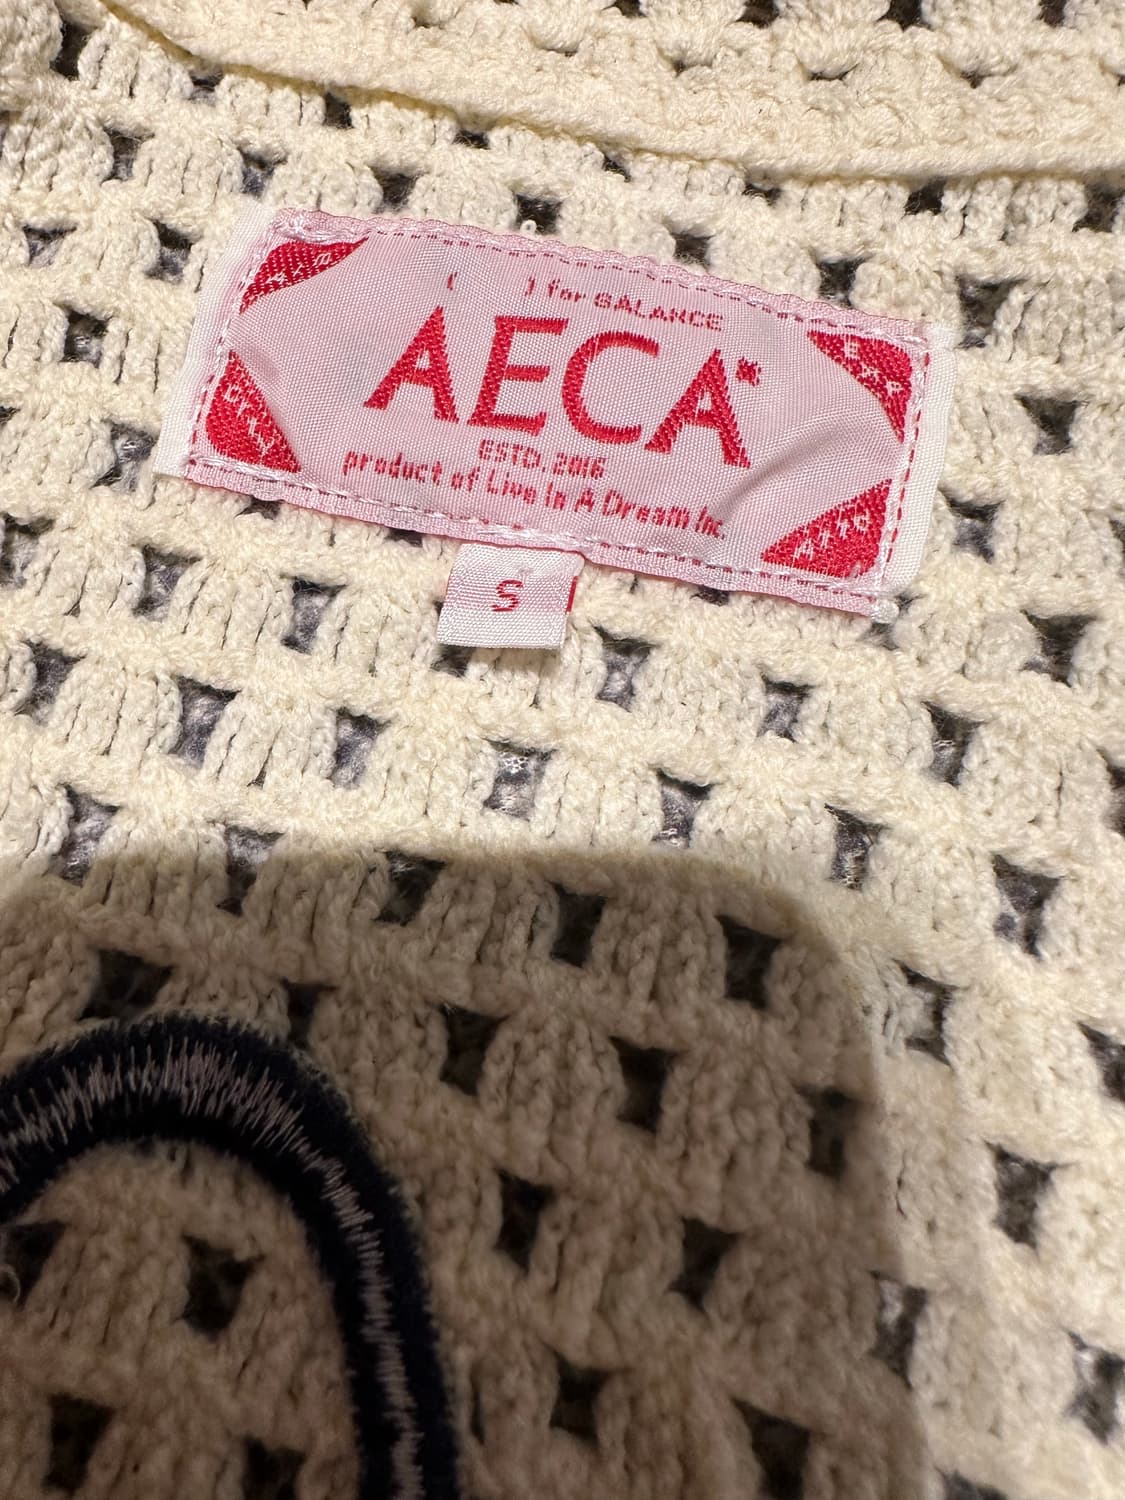 ( ) for BALANCE
AECA
ESTD. 2016
product of Live In A Dream Inc.
S